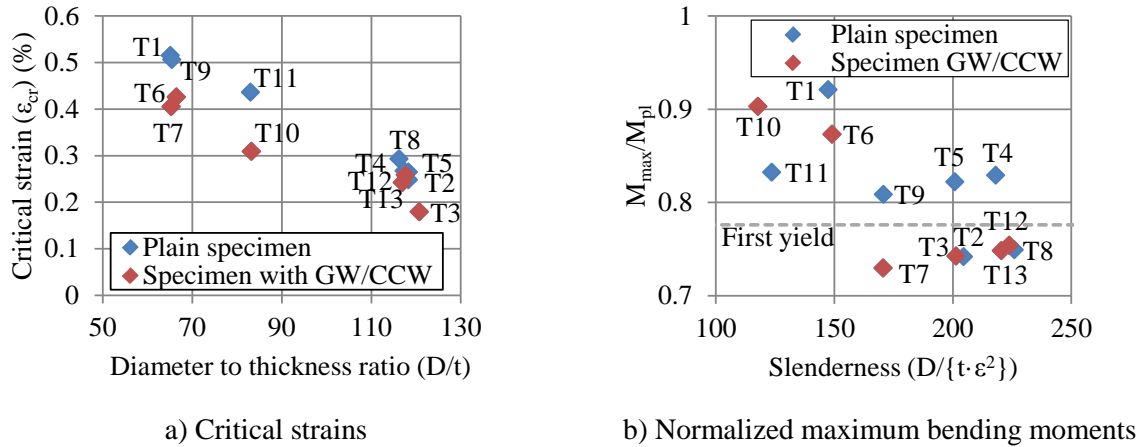 Critical strain (ε_cr) (%)
0.6
0.5
0.4
0.3
0.2
0.1
0
T1
T9
T11
T6
T7
T10
T8
T4
T5
T12
T2
T13
T3
Plain specimen
Specimen with GW/CCW
50
70
90
110
130
Diameter to thickness ratio (D/t)
a) Critical strains
M_max/M_pl
1
0.9
0.8
0.7
Plain specimen
Specimen GW/CCW
T1
T10
T6
T11
T5
T4
T9
First yield
T12
T3
T2
T7
T13
T8
100
150
200
250
Slenderness (D/{t·ε²})
b) Normalized maximum bending moments